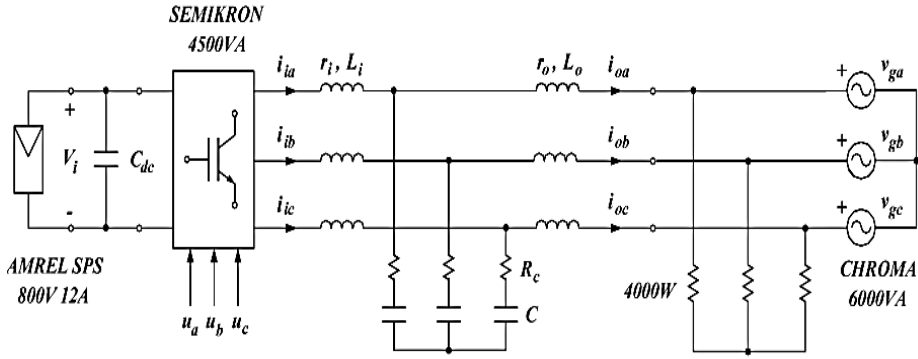 SEMIKRON
4500VA
i_ia
r_i, L_i
r_o, L_o
i_oa
v_ga
+
+
V_i
-
C_dc
i_ib
i_ob
+
v_gb
i_ic
i_oc
+
v_gc
AMREL SPS
800V 12A
u_a u_b u_c
R_c
C
4000W
CHROMA
6000VA